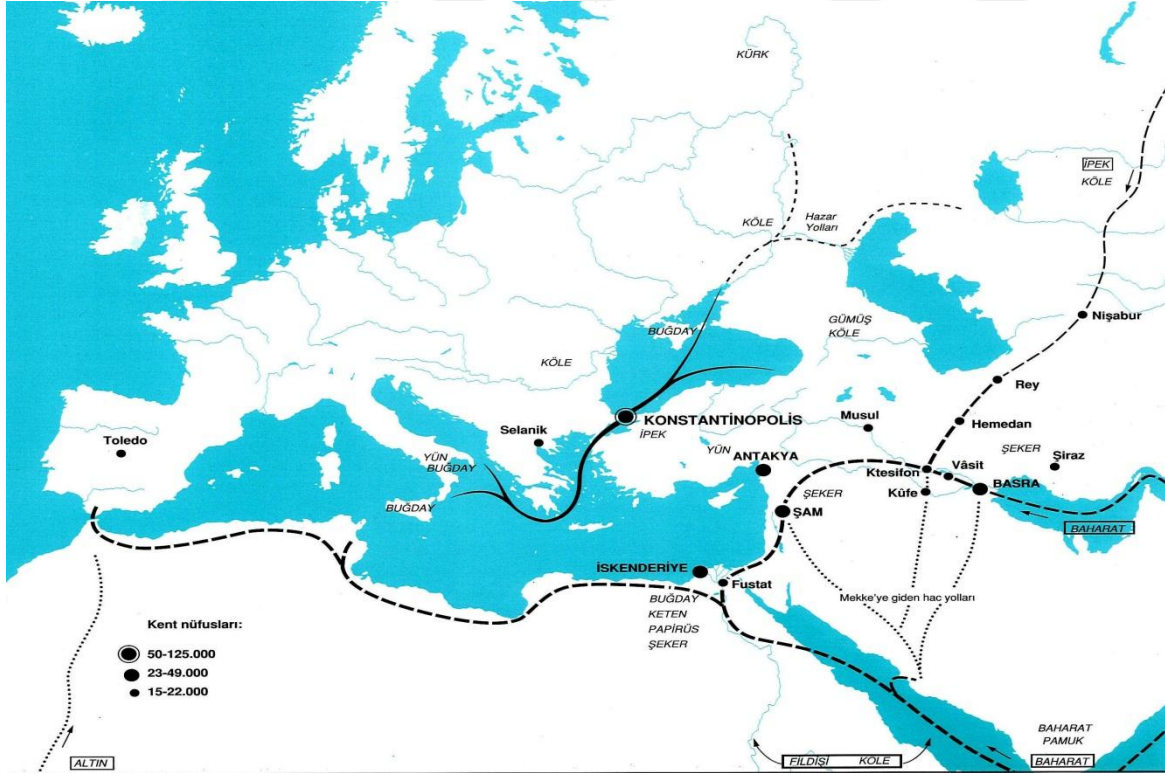 KÜRK
İPEK
KÖLE
KÖLE
Hazar
Yolları
BUĞDAY
GÜMÜŞ
KÖLE
Nişabur
KÖLE
Rey
KONSTANTİNOPOLİS
İPEK
Musul
Hemedan
Toledo
Selanik
YÜN
BUĞDAY
YÜN
ANTAKYA
ŞEKER
Şiraz
Ktesifon
Vâsit
BASRA
Kûfe
BUĞDAY
ŞEKER
ŞAM
BAHARAT
İSKENDERİYE
Fustat
Mekke'ye giden hac yolları
BUĞDAY
KETEN
PAPİRÜS
ŞEKER
Kent nüfusları:
50-125.000
23-49.000
15-22.000
BAHARAT
PAMUK
BAHARAT
ALTIN
FİLDİŞİ KÖLE